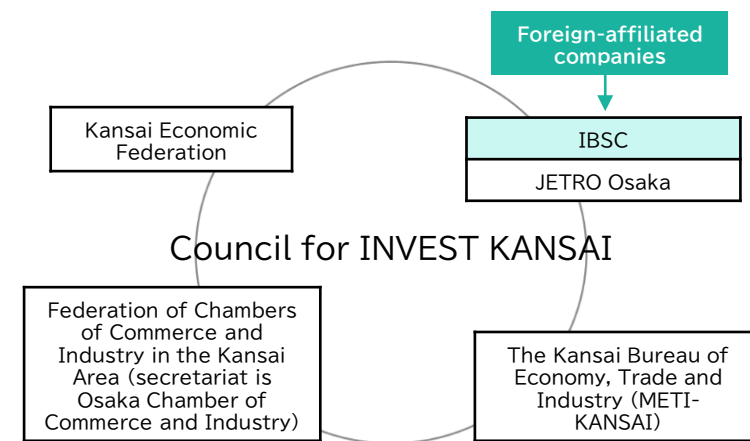 Foreign-affiliated
companies
Kansai Economic
Federation
IBSC
JETRO Osaka
Council for INVEST KANSAI
Federation of Chambers
of Commerce and
Industry in the Kansai
Area (secretariat is
Osaka Chamber of
Commerce and Industry)
The Kansai Bureau of
Economy, Trade and
Industry (METI-
KANSAI)